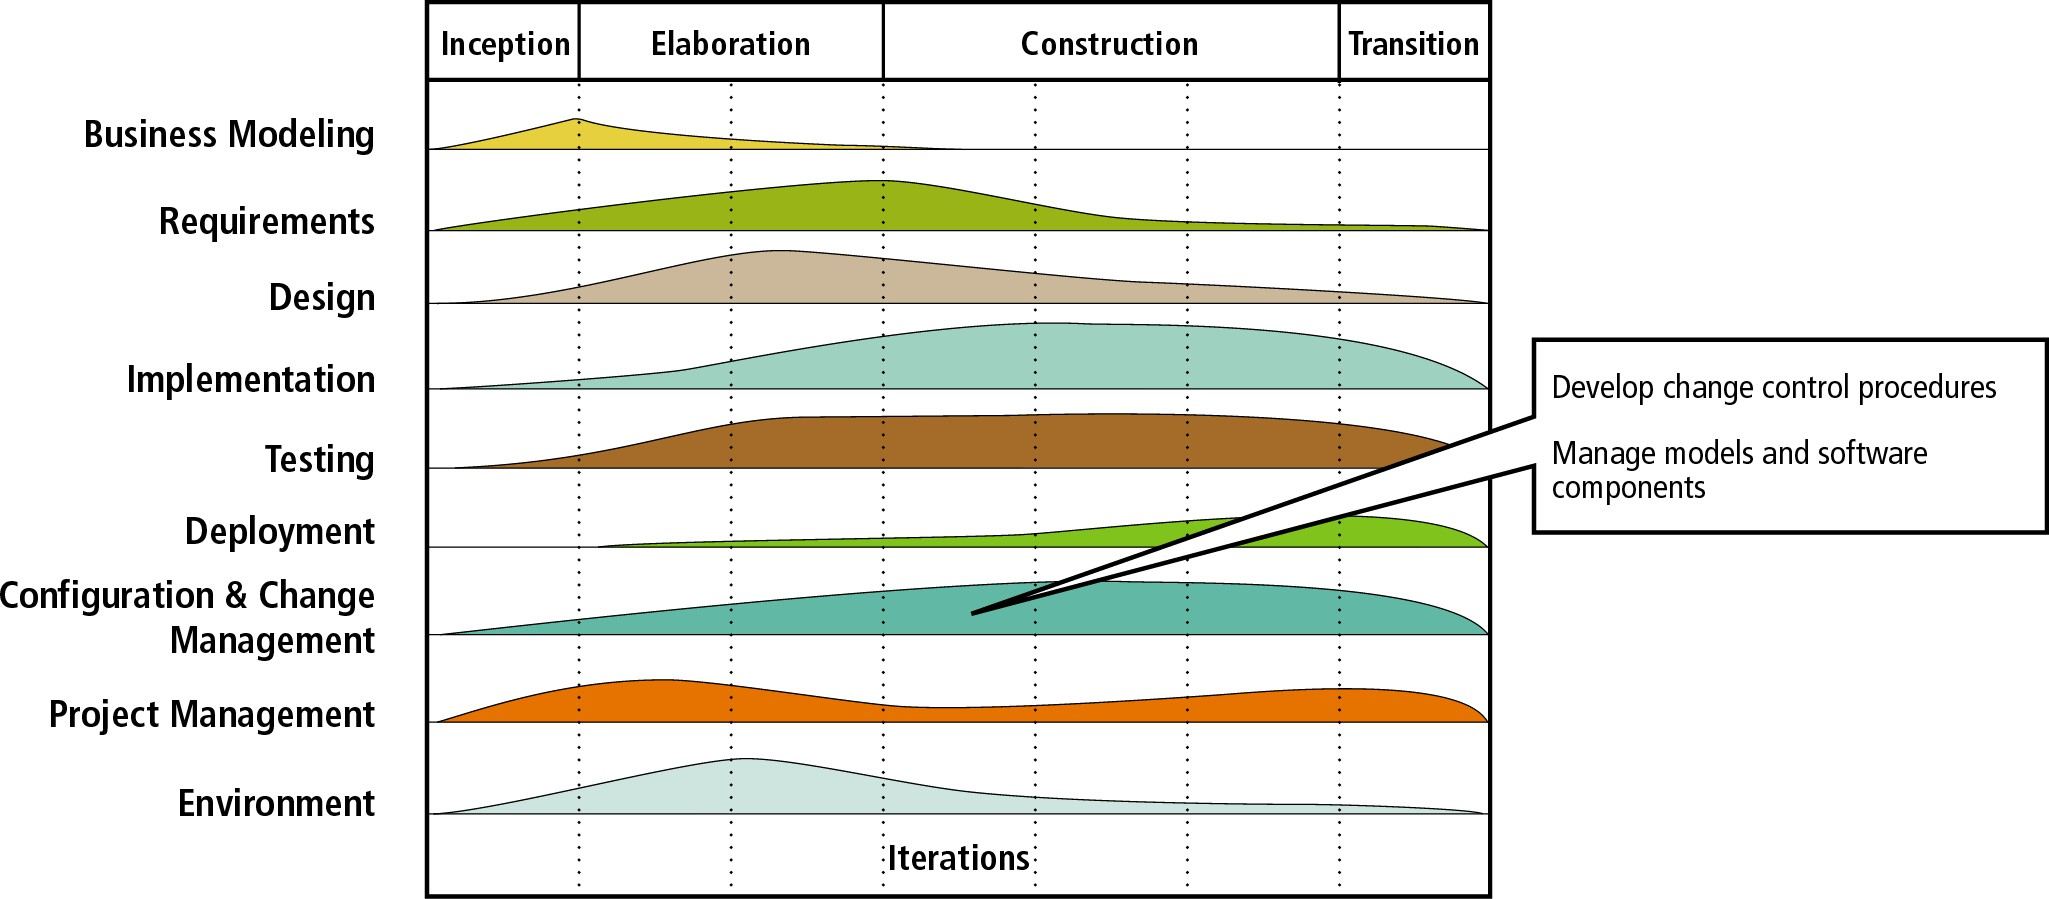 Inception
Elaboration
Construction
Transition
Business Modeling
Requirements
Design
Implementation
Testing
Deployment
Configuration & Change
Management
Project Management
Environment
Iterations
Develop change control procedures
Manage models and software
components